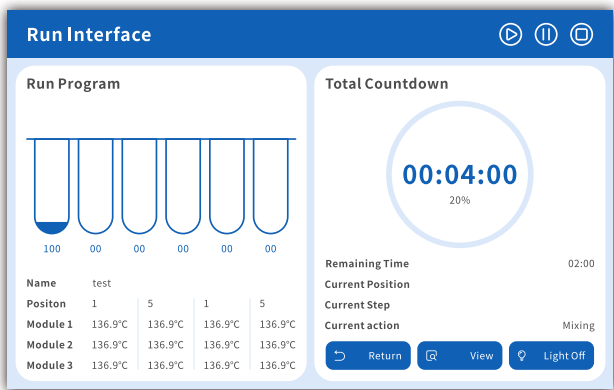 Run Interface
Run Program
100 00 00 00 00 00
Name test
Positon 1 5 1 5
Module 1 136.9°C 136.9°C 136.9°C 136.9°C
Module 2 136.9°C 136.9°C 136.9°C 136.9°C
Module 3 136.9°C 136.9°C 136.9°C 136.9°C
Total Countdown
00:04:00
20%
Remaining Time 02:00
Current Position
Current Step
Current action Mixing
Return View Light Off